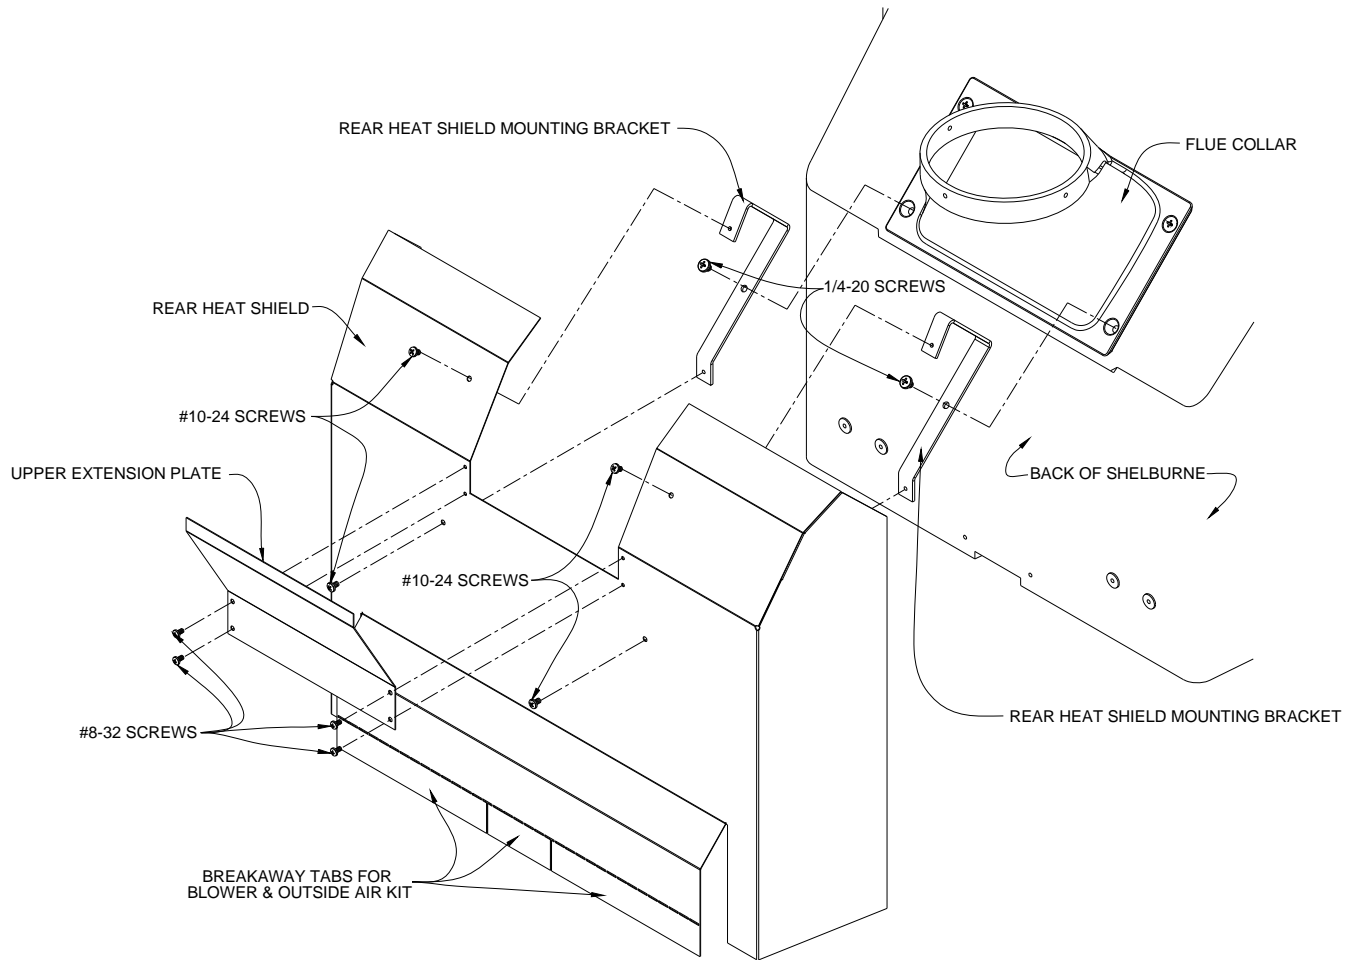 REAR HEAT SHIELD MOUNTING BRACKET
FLUE COLLAR
1/4-20 SCREWS
REAR HEAT SHIELD
#10-24 SCREWS
UPPER EXTENSION PLATE
BACK OF SHELBURNE
#10-24 SCREWS
REAR HEAT SHIELD MOUNTING BRACKET
#8-32 SCREWS
BREAKAWAY TABS FOR
BLOWER & OUTSIDE AIR KIT